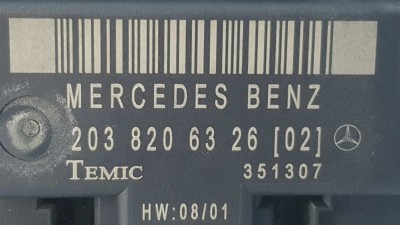 MERCEDES BENZ
203 820 63 26 [02]
TEMIC 351307
HW:08/01